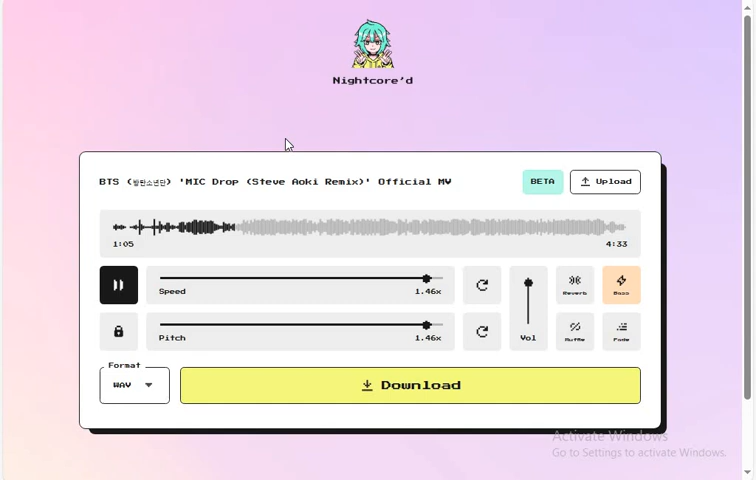 Nightcore'd
BTS (방탄소년단) 'MIC Drop (Steve Aoki Remix)' Official MV
BETA
Upload
1:05
4:33
Speed
1.46x
Reverb
Bass
Pitch
1.46x
Vol
Muffle
Fade
Format
WAV
Download
Activate Windows
Go to Settings to activate Windows.